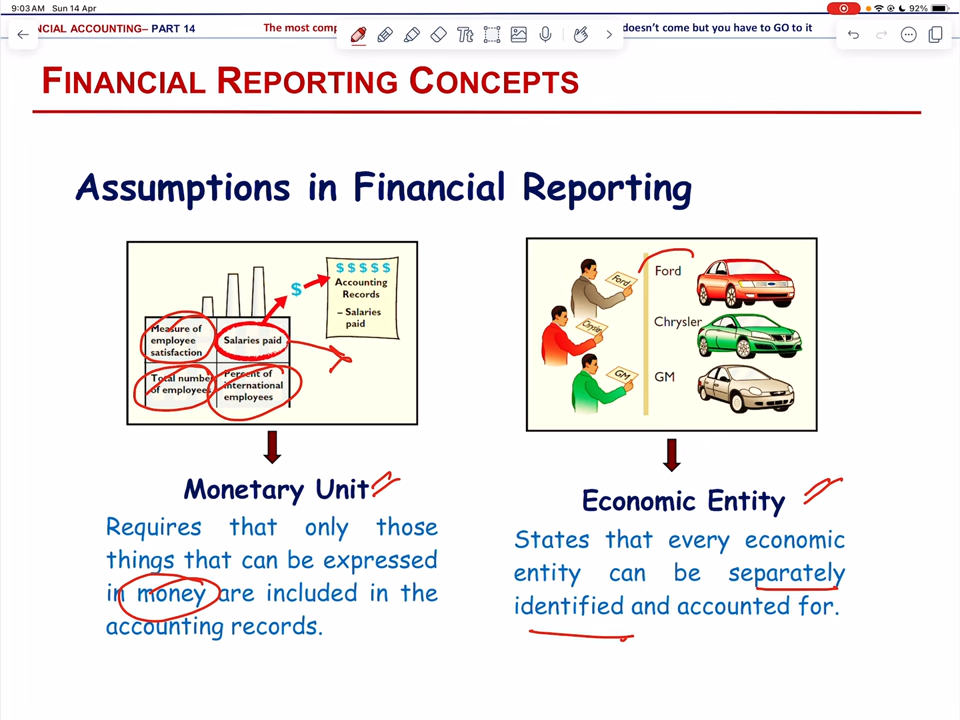 9:03 AM Sun 14 Apr
92%
NCIAL ACCOUNTING– PART 14
The most comp
doesn't come but you have to GO to it
Tt
FINANCIAL REPORTING CONCEPTS
Assumptions in Financial Reporting
$ $ $ $ $
Accounting
Records
– Salaries
paid
$
Measure of
employee
satisfaction
Salaries paid
Total number
of employees
Percent of
international
employees
Ford
Ford
Chrysler
Chrysler
GM
GM
Monetary Unit
Requires that only those
things that can be expressed
in money are included in the
accounting records.
Economic Entity
States that every economic
entity can be separately
identified and accounted for.